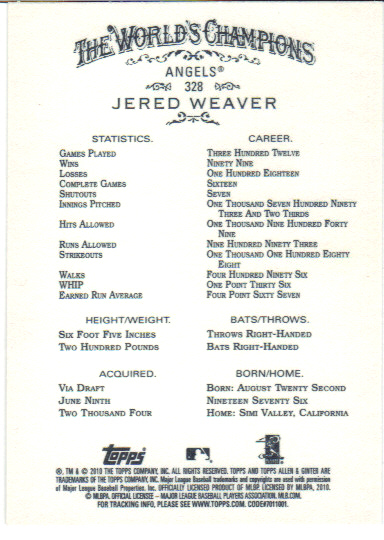 THE WORLD'S CHAMPIONS
ANGELS®
328
JERED WEAVER
STATISTICS. CAREER.
GAMES PLAYED THREE HUNDRED TWELVE
WINS NINETY NINE
LOSSES ONE HUNDRED EIGHTEEN
COMPLETE GAMES SIXTEEN
SHUTOUTS SEVEN
INNINGS PITCHED ONE THOUSAND SEVEN HUNDRED NINETY
THREE AND TWO THIRDS
HITS ALLOWED ONE THOUSAND NINE HUNDRED FORTY
NINE
RUNS ALLOWED NINE HUNDRED NINETY THREE
STRIKEOUTS ONE THOUSAND ONE HUNDRED EIGHTY
EIGHT
WALKS FOUR HUNDRED NINETY SIX
WHIP ONE POINT THIRTY SIX
EARNED RUN AVERAGE FOUR POINT SIXTY SEVEN
HEIGHT/WEIGHT. BATS/THROWS.
SIX FOOT FIVE INCHES THROWS RIGHT-HANDED
TWO HUNDRED POUNDS BATS RIGHT-HANDED
ACQUIRED. BORN/HOME.
VIA DRAFT BORN: AUGUST TWENTY SECOND
JUNE NINTH NINETEEN SEVENTY SIX
TWO THOUSAND FOUR HOME: SIMI VALLEY, CALIFORNIA
Topps
®, TM & © 2010 THE TOPPS COMPANY, INC. ALL RIGHTS RESERVED. TOPPS AND TOPPS ALLEN & GINTER ARE
TRADEMARKS OF THE TOPPS COMPANY, INC. Major League Baseball trademarks and copyrights are used with permission
of Major League Baseball Properties, Inc. OFFICIALLY LICENSED PRODUCT OF MLBP. LICENSED BY MLBPA, 2010.
© MLBPA, OFFICIAL LICENSEE – MAJOR LEAGUE BASEBALL PLAYERS ASSOCIATION. MLB.COM.
FOR TRACKING INFO, PLEASE SEE WWW.TOPPS.COM. CODE#7011001.